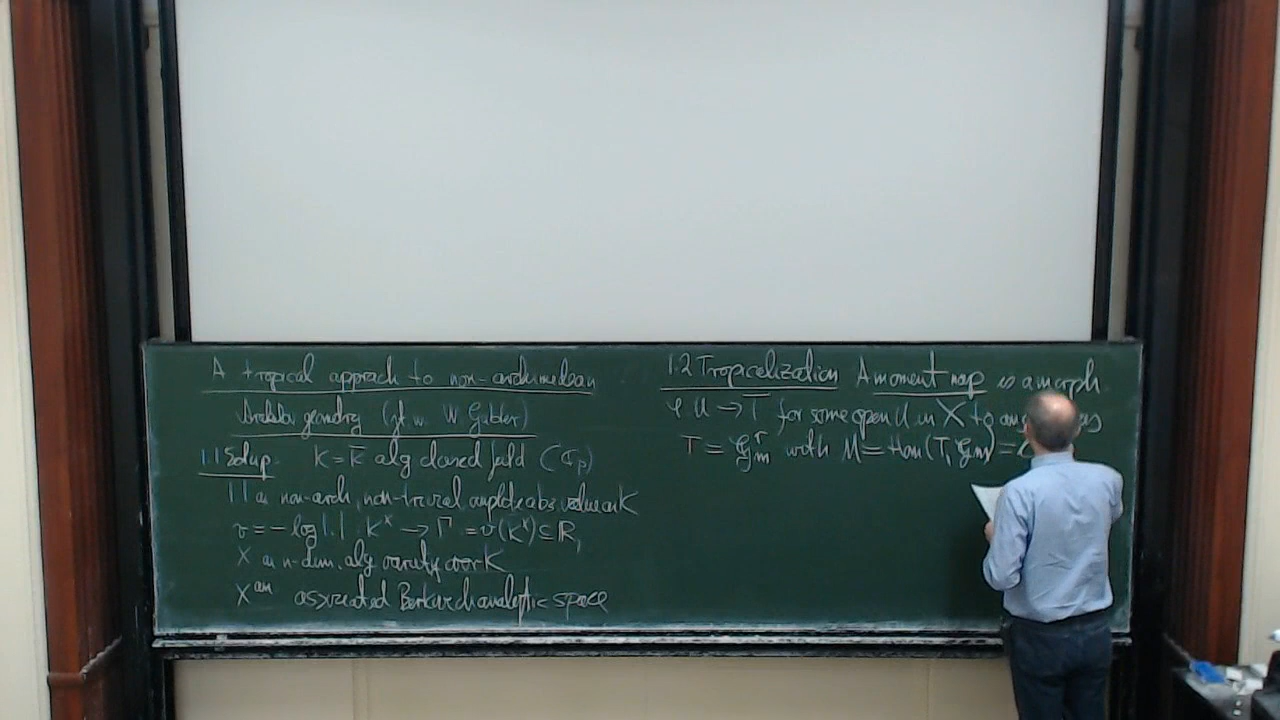 A tropical approach to non-archimedean
Arakelov geometry (jt w. W Gubler)
1.1 Setup K = K̅ alg closed field (ℂp)
| | a non-arch, non-trivial complete abs value on K
v = -log|.| K^× → Γ = v(K^×) ⊆ ℝ,
X an n-dim. alg variety over K
X^an associated Berkovich analytic space
1.2 Tropicalization A moment map is a morph
φ U → T for some open U in X to
T = 𝔾_m^r with M = Hom(T, 𝔾_m) =